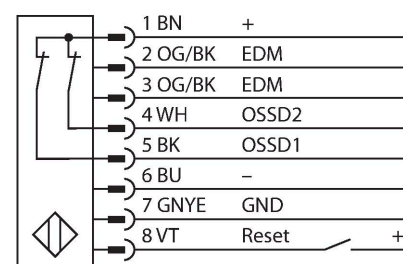 1 BN +
2 OG/BK EDM
3 OG/BK EDM
4 WH OSSD2
5 BK OSSD1
6 BU –
7 GNYE GND
8 VT Reset +